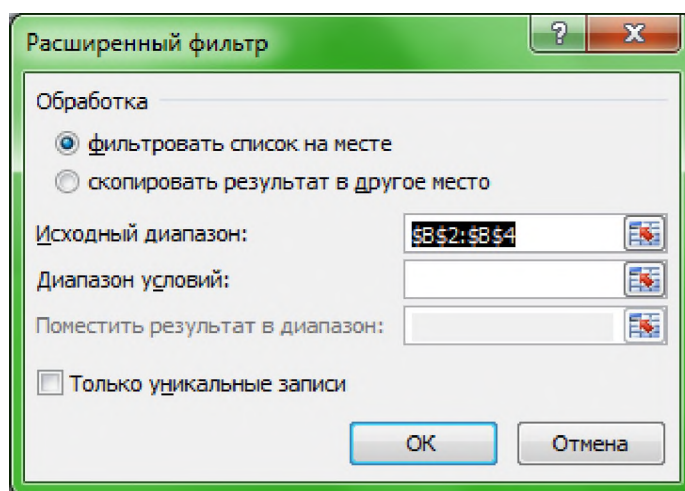 Расширенный фильтр
Обработка
фильтровать список на месте
скопировать результат в другое место
Исходный диапазон: $B$2:$B$4
Диапазон условий:
Поместить результат в диапазон:
Только уникальные записи
ОК Отмена